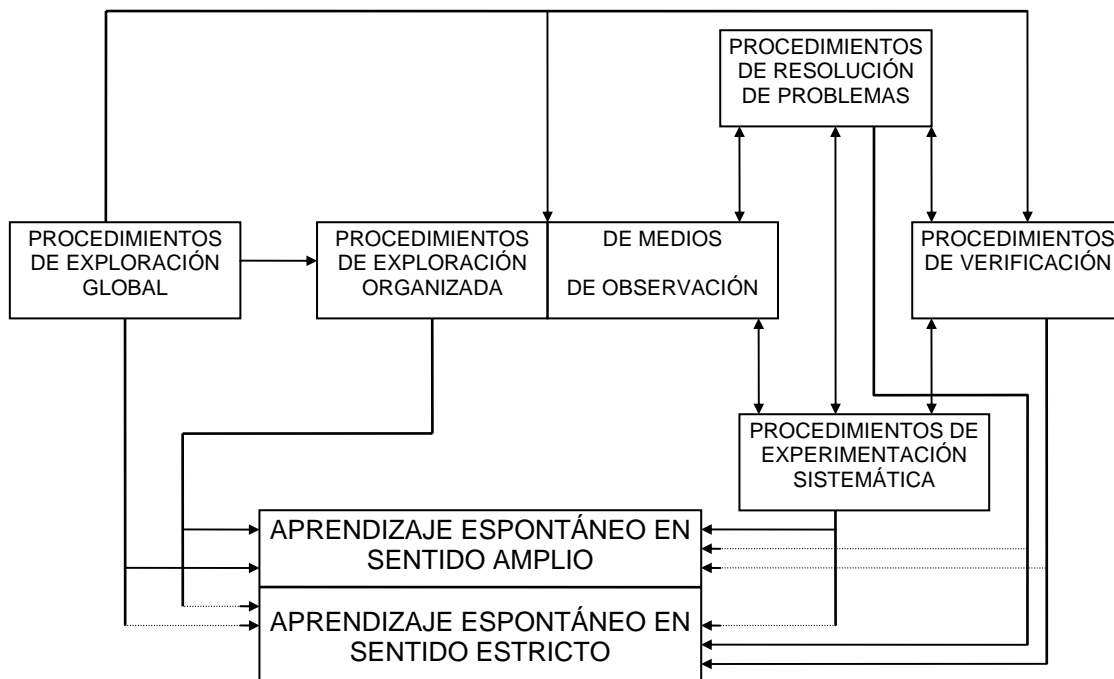 PROCEDIMIENTOS
DE RESOLUCIÓN
DE PROBLEMAS
PROCEDIMIENTOS
DE EXPLORACIÓN
GLOBAL
PROCEDIMIENTOS
DE EXPLORACIÓN
ORGANIZADA
DE MEDIOS
DE OBSERVACIÓN
PROCEDIMIENTOS
DE VERIFICACIÓN
PROCEDIMIENTOS DE
EXPERIMENTACIÓN
SISTEMÁTICA
APRENDIZAJE ESPONTÁNEO EN
SENTIDO AMPLIO
APRENDIZAJE ESPONTÁNEO EN
SENTIDO ESTRICTO